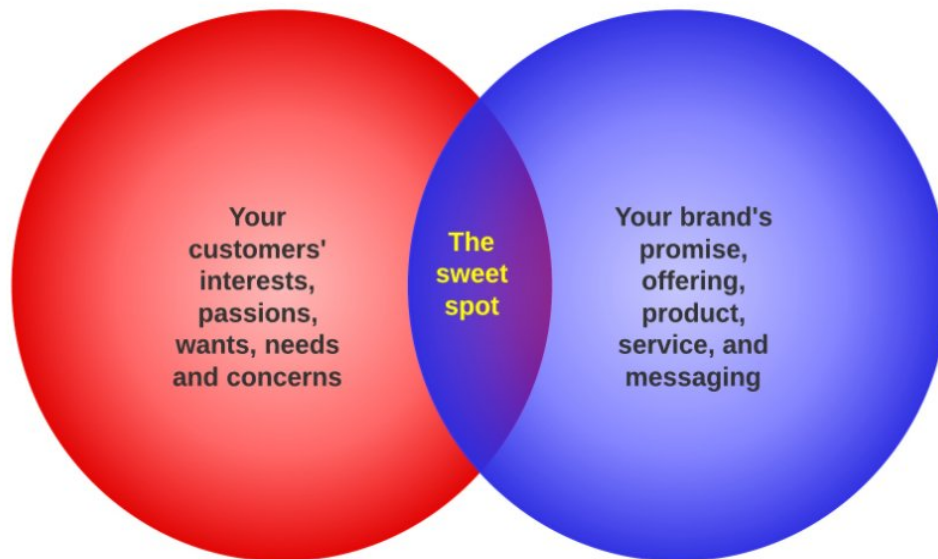 Your
customers'
interests,
passions,
wants, needs
and concerns
The
sweet
spot
Your brand's
promise,
offering,
product,
service, and
messaging